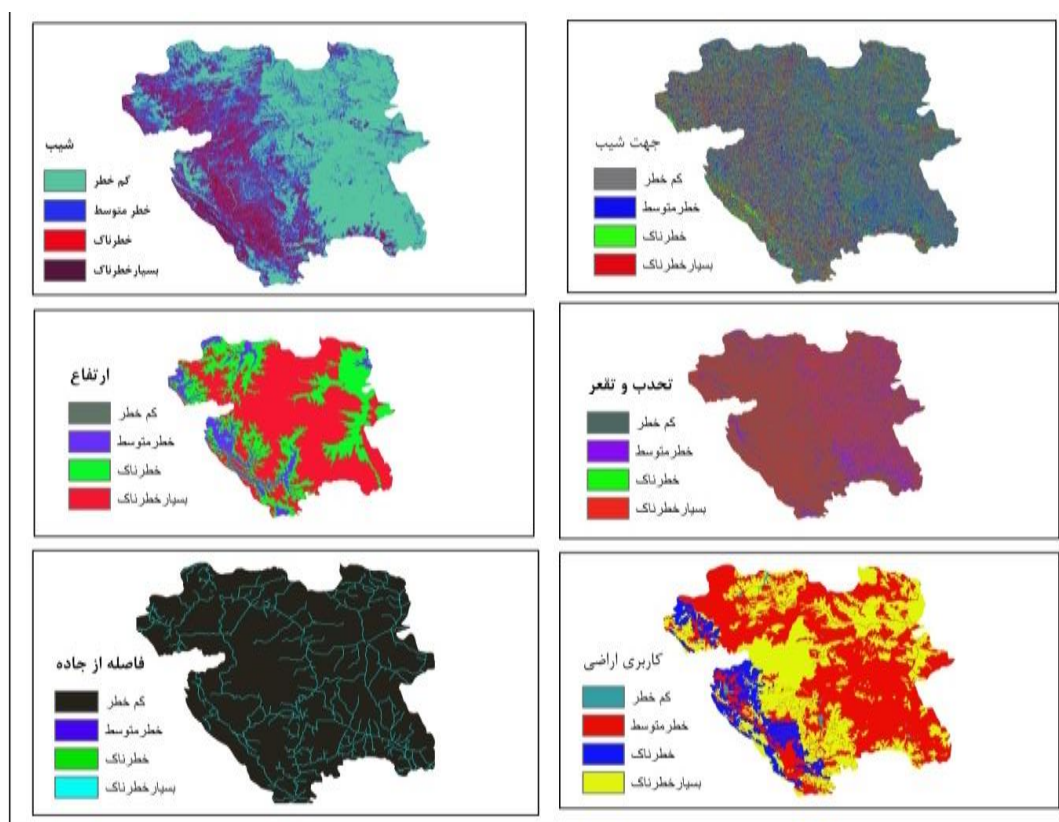 شیب
کم خطر
خطر متوسط
خطرناک
بسیارخطرناک
جهت شیب
کم خطر
خطرمتوسط
خطرناک
بسیارخطرناک
ارتفاع
کم خطر
خطرمتوسط
خطرناک
بسیارخطرناک
تحدب و تقعر
کم خطر
خطرمتوسط
خطرناک
بسیارخطرناک
فاصله از جاده
کم خطر
خطرمتوسط
خطرناک
بسیارخطرناک
کاربری اراضی
کم خطر
خطرمتوسط
خطرناک
بسیارخطرناک